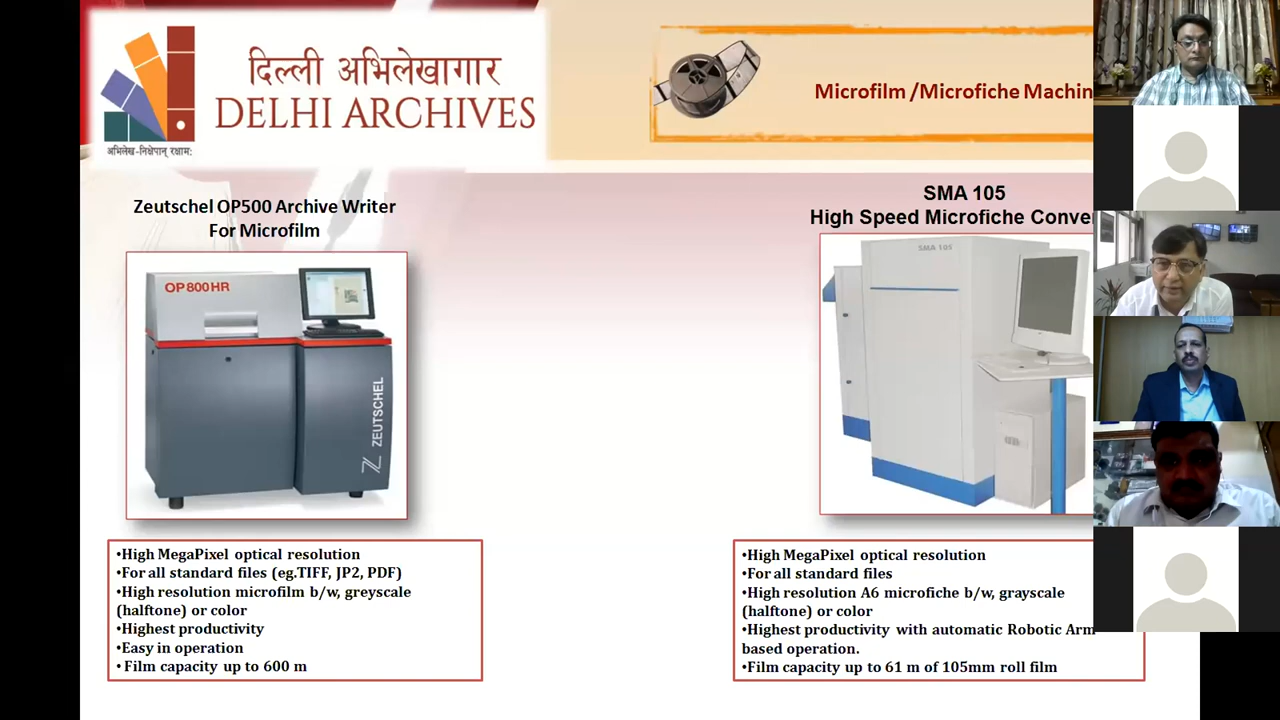 दिल्ली अभिलेखागार
DELHI ARCHIVES
अभिलेख-निक्षेपान् रक्षाम:
Microfilm /Microfiche Machin
Zeutschel OP500 Archive Writer
For Microfilm
SMA 105
High Speed Microfiche Conver
OP800HR
ZEUTSCHEL
SMA 105
•High MegaPixel optical resolution
•For all standard files (eg.TIFF, JP2, PDF)
•High resolution microfilm b/w, greyscale
(halftone) or color
•Highest productivity
•Easy in operation
• Film capacity up to 600 m
•High MegaPixel optical resolution
•For all standard files
•High resolution A6 microfiche b/w, grayscale
(halftone) or color
•Highest productivity with automatic Robotic Arm
based operation.
•Film capacity up to 61 m of 105mm roll film